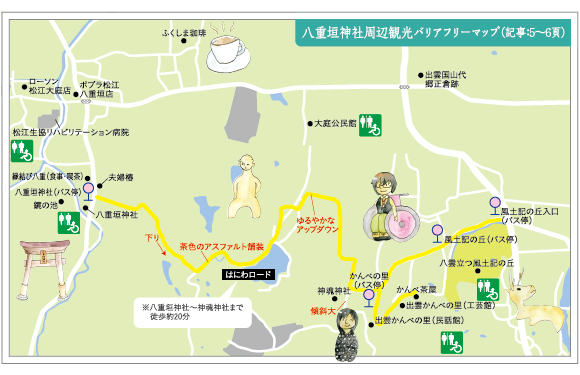 八重垣神社周辺観光バリアフリーマップ(記事:5～6頁)
ふくしま珈琲
ローソン
松江大庭店
ポプラ松江
八重垣店
出雲国山代
郷正倉跡
大庭公民館
松江生協リハビリテーション病院
縁結び八重(食事・喫茶)
夫婦椿
八重垣神社(バス停)
鏡の池
八重垣神社
下り
茶色のアスファルト舗装
はにわロード
ゆるやかな
アップダウン
風土記の丘入口
(バス停)
風土記の丘(バス停)
八雲立つ風土記の丘
かんべの里
(バス停)
神魂神社
傾斜大
かんべ茶屋
出雲かんべの里(工芸館)
出雲かんべの里(民話館)
※八重垣神社～神魂神社まで
徒歩約20分